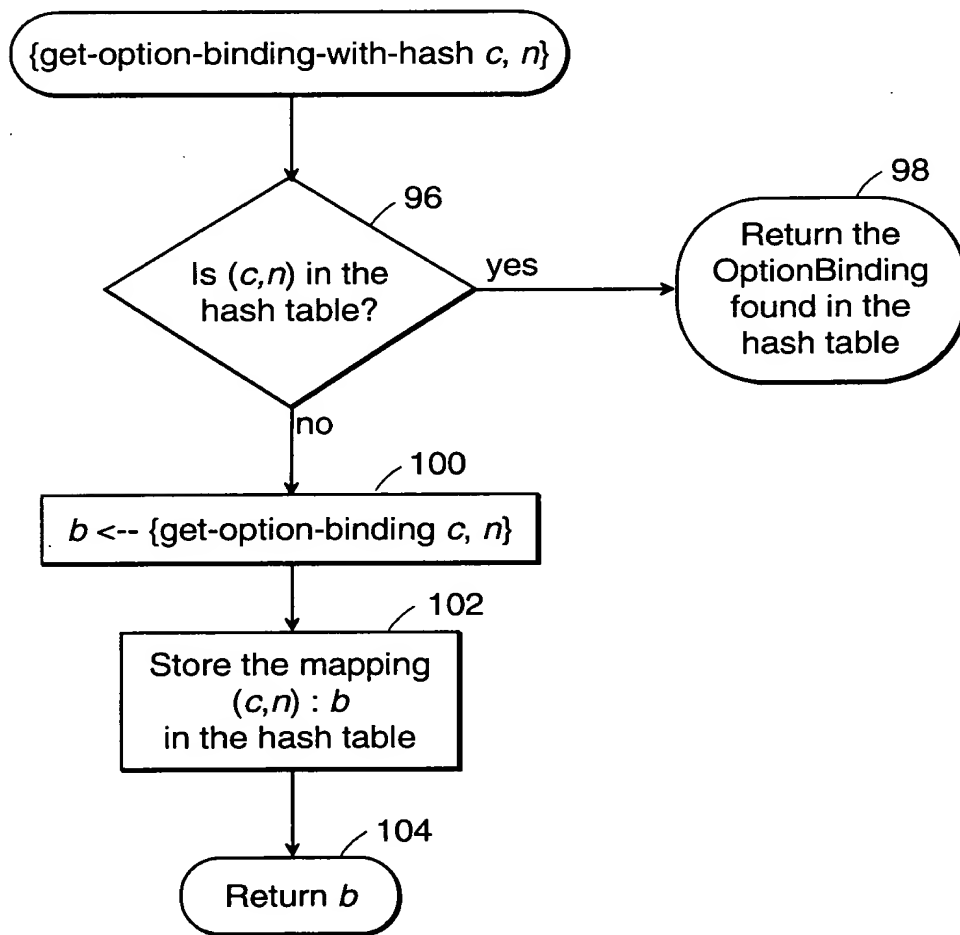 {get-option-binding-with-hash c, n}
96
Is (c,n) in the
hash table?
yes
98
Return the
OptionBinding
found in the
hash table
no
100
b <-- {get-option-binding c, n}
102
Store the mapping
(c,n) : b
in the hash table
104
Return b